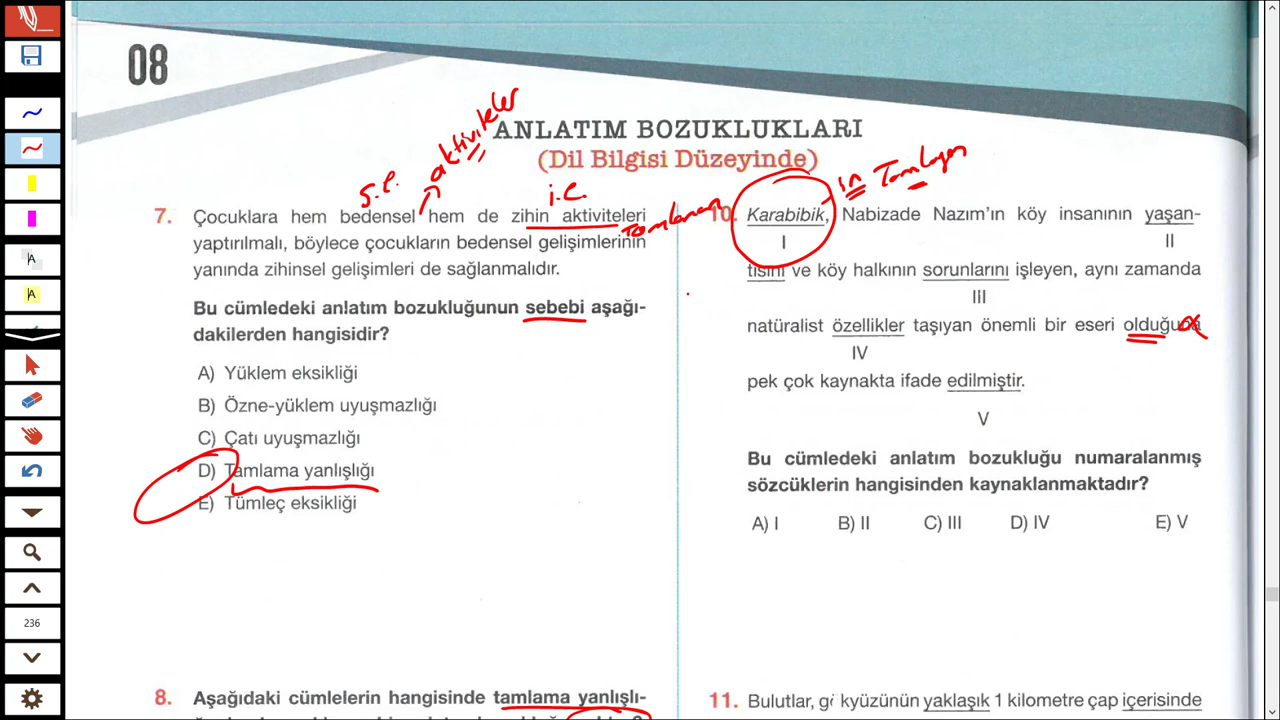 08
ANLATIM BOZUKLUKLARI
(Dil Bilgisi Düzeyinde)
aktiviteler
s.t.
i.t.
Tamlanan
7. Çocuklara hem bedensel hem de zihin aktiviteleri
yaptırılmalı, böylece çocukların bedensel gelişimlerinin
yanında zihinsel gelişimleri de sağlanmalıdır.
Bu cümledeki anlatım bozukluğunun sebebi aşağı-
dakilerden hangisidir?
A) Yüklem eksikliği
B) Özne-yüklem uyuşmazlığı
C) Çatı uyuşmazlığı
D) Tamlama yanlışlığı
E) Tümleç eksikliği
8. Aşağıdaki cümlelerin hangisinde tamlama yanlışlı-
in Tamlayan
10. Karabibik, Nabizade Nazım'ın köy insanının yaşan-
I
II
tısını ve köy halkının sorunlarını işleyen, aynı zamanda
III
natüralist özellikler taşıyan önemli bir eseri olduğuna
IV
pek çok kaynakta ifade edilmiştir.
V
Bu cümledeki anlatım bozukluğu numaralanmış
sözcüklerin hangisinden kaynaklanmaktadır?
A) I B) II C) III D) IV E) V
11. Bulutlar, gökyüzünün yaklaşık 1 kilometre çap içerisinde
236